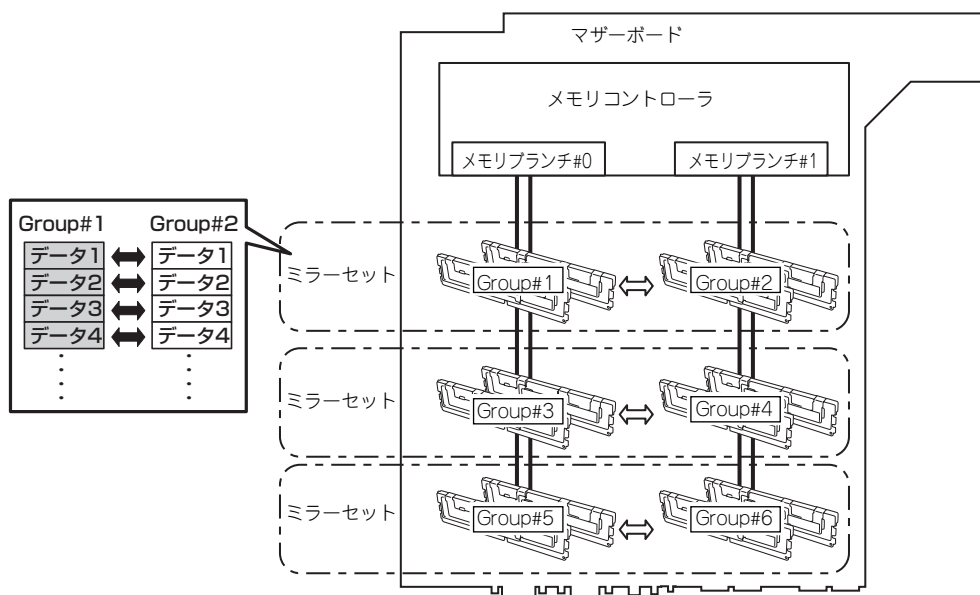 マザーボード
メモリコントローラ
メモリブランチ#0
メモリブランチ#1
Group#1 Group#2
データ1 データ1
データ2 データ2
データ3 データ3
データ4 データ4
ミラーセット
Group#1
Group#2
ミラーセット
Group#3
Group#4
ミラーセット
Group#5
Group#6